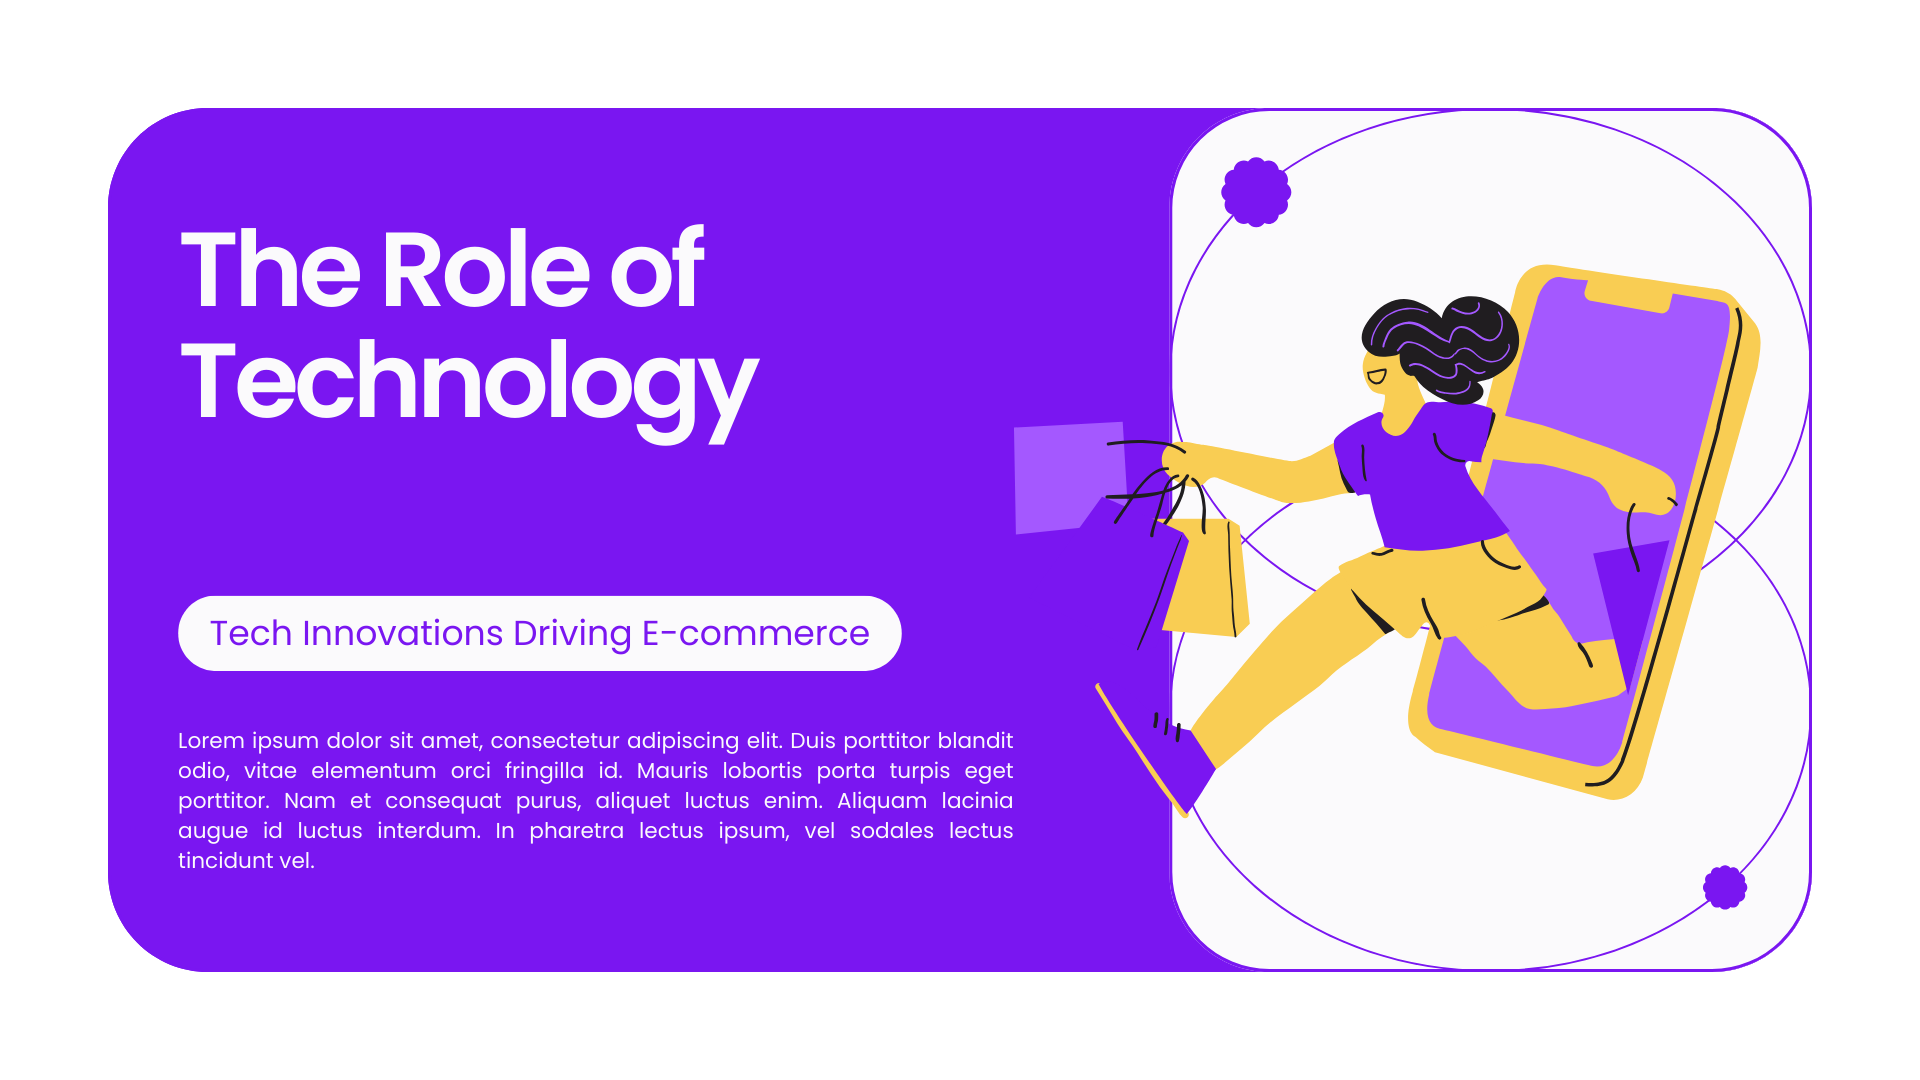 The Role of
Technology
Tech Innovations Driving E-commerce
Lorem ipsum dolor sit amet, consectetur adipiscing elit. Duis porttitor blandit
odio, vitae elementum orci fringilla id. Mauris lobortis porta turpis eget
porttitor. Nam et consequat purus, aliquet luctus enim. Aliquam lacinia
augue id luctus interdum. In pharetra lectus ipsum, vel sodales lectus
tincidunt vel.